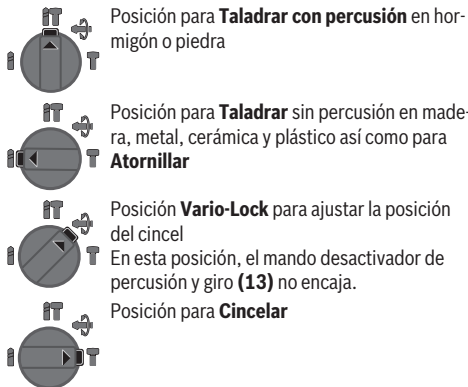 Posición para Taladrar con percusión en hor-
migón o piedra
Posición para Taladrar sin percusión en made-
ra, metal, cerámica y plástico así como para
Atornillar
Posición Vario-Lock para ajustar la posición
del cincel
En esta posición, el mando desactivador de
percusión y giro (13) no encaja.
Posición para Cincelar